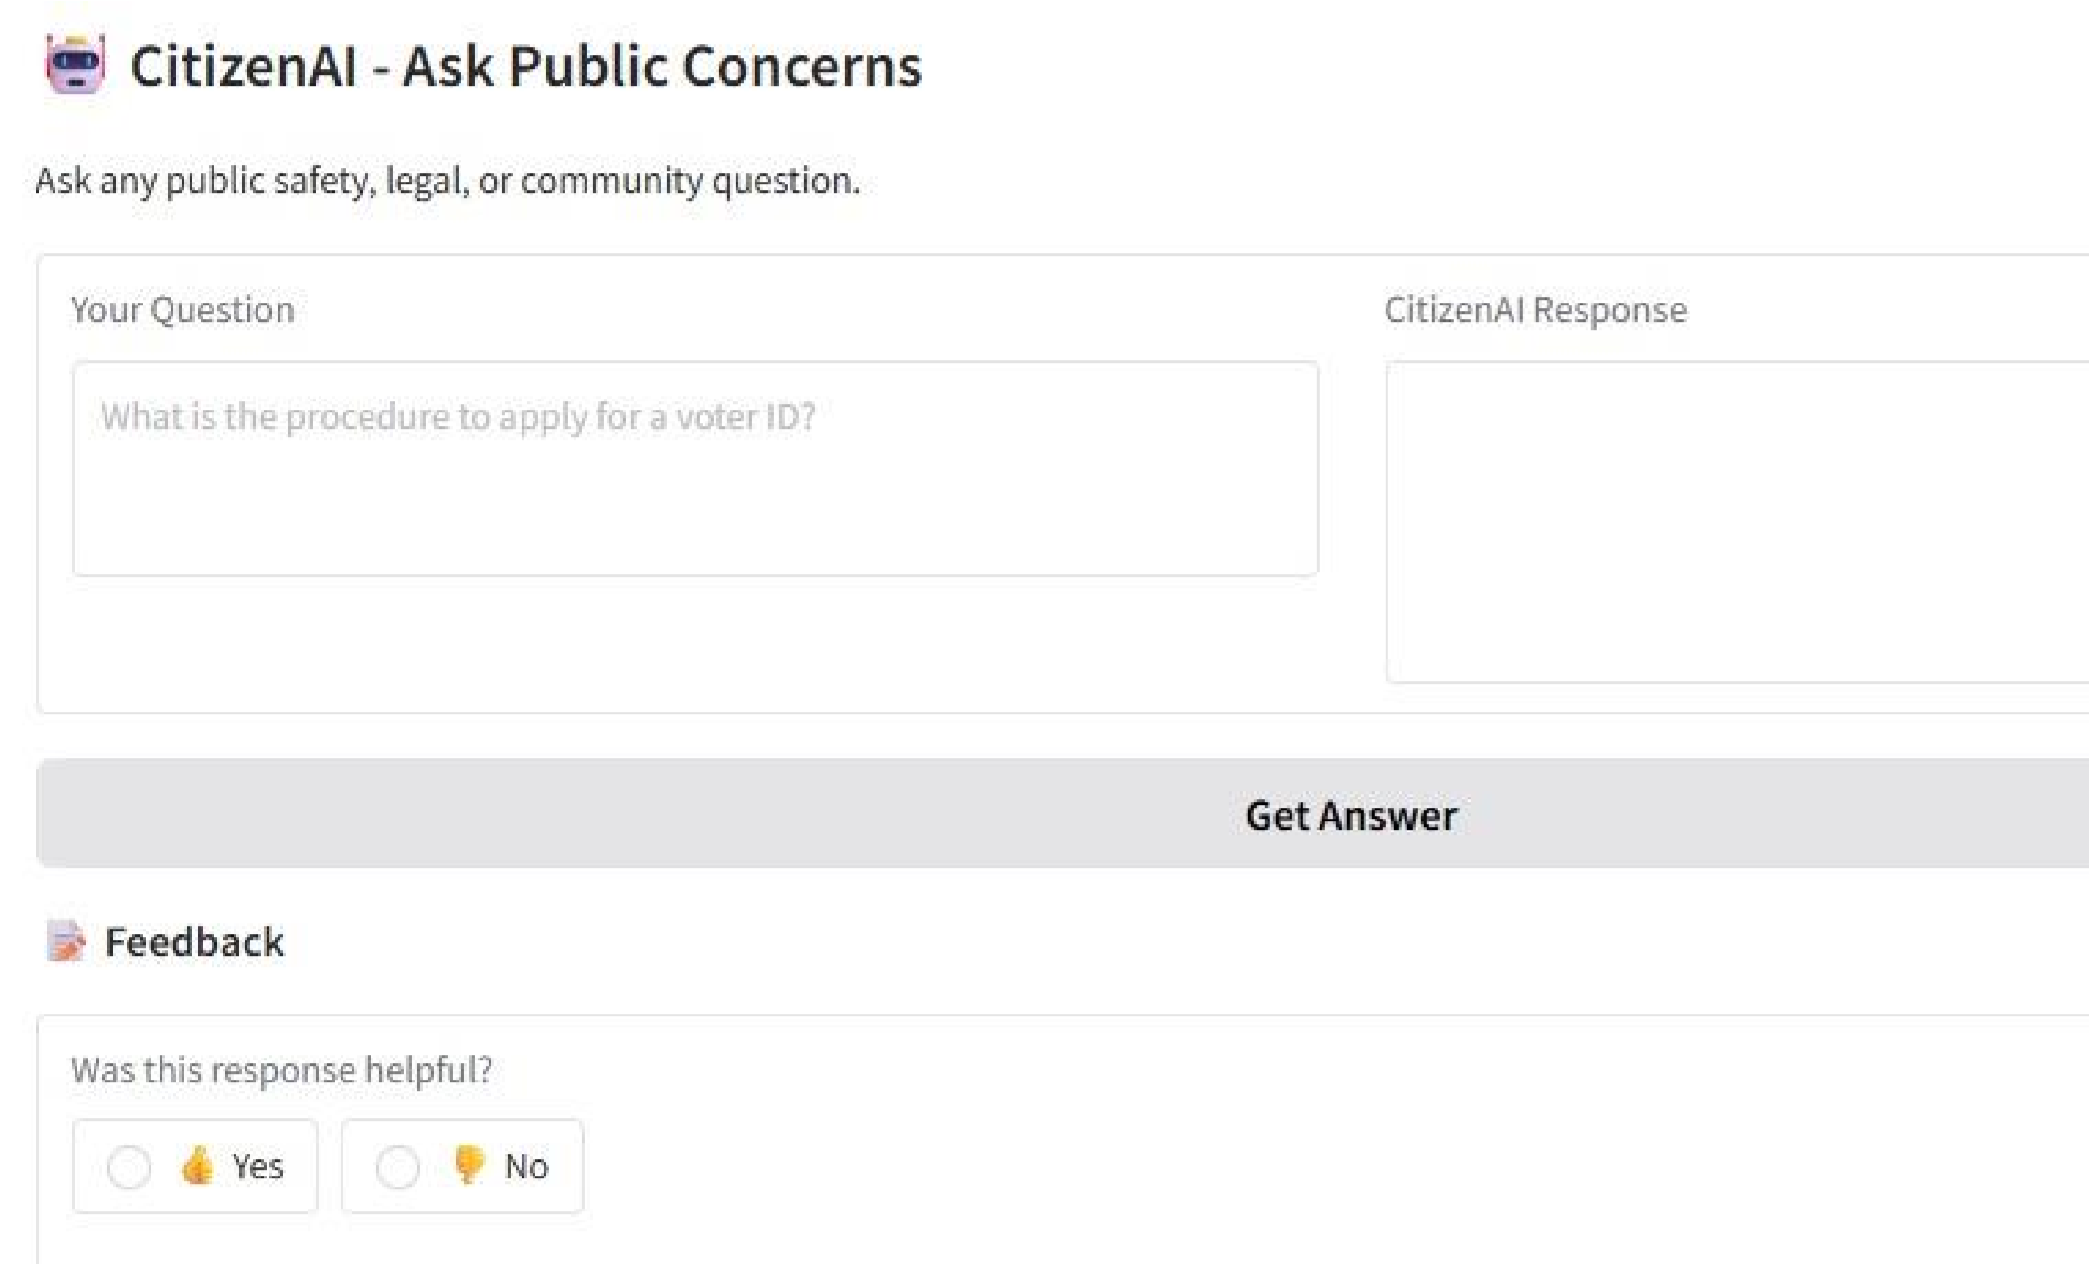 CitizenAI - Ask Public Concerns
Ask any public safety, legal, or community question.
Your Question
What is the procedure to apply for a voter ID?
CitizenAI Response
Get Answer
Feedback
Was this response helpful?
Yes
No